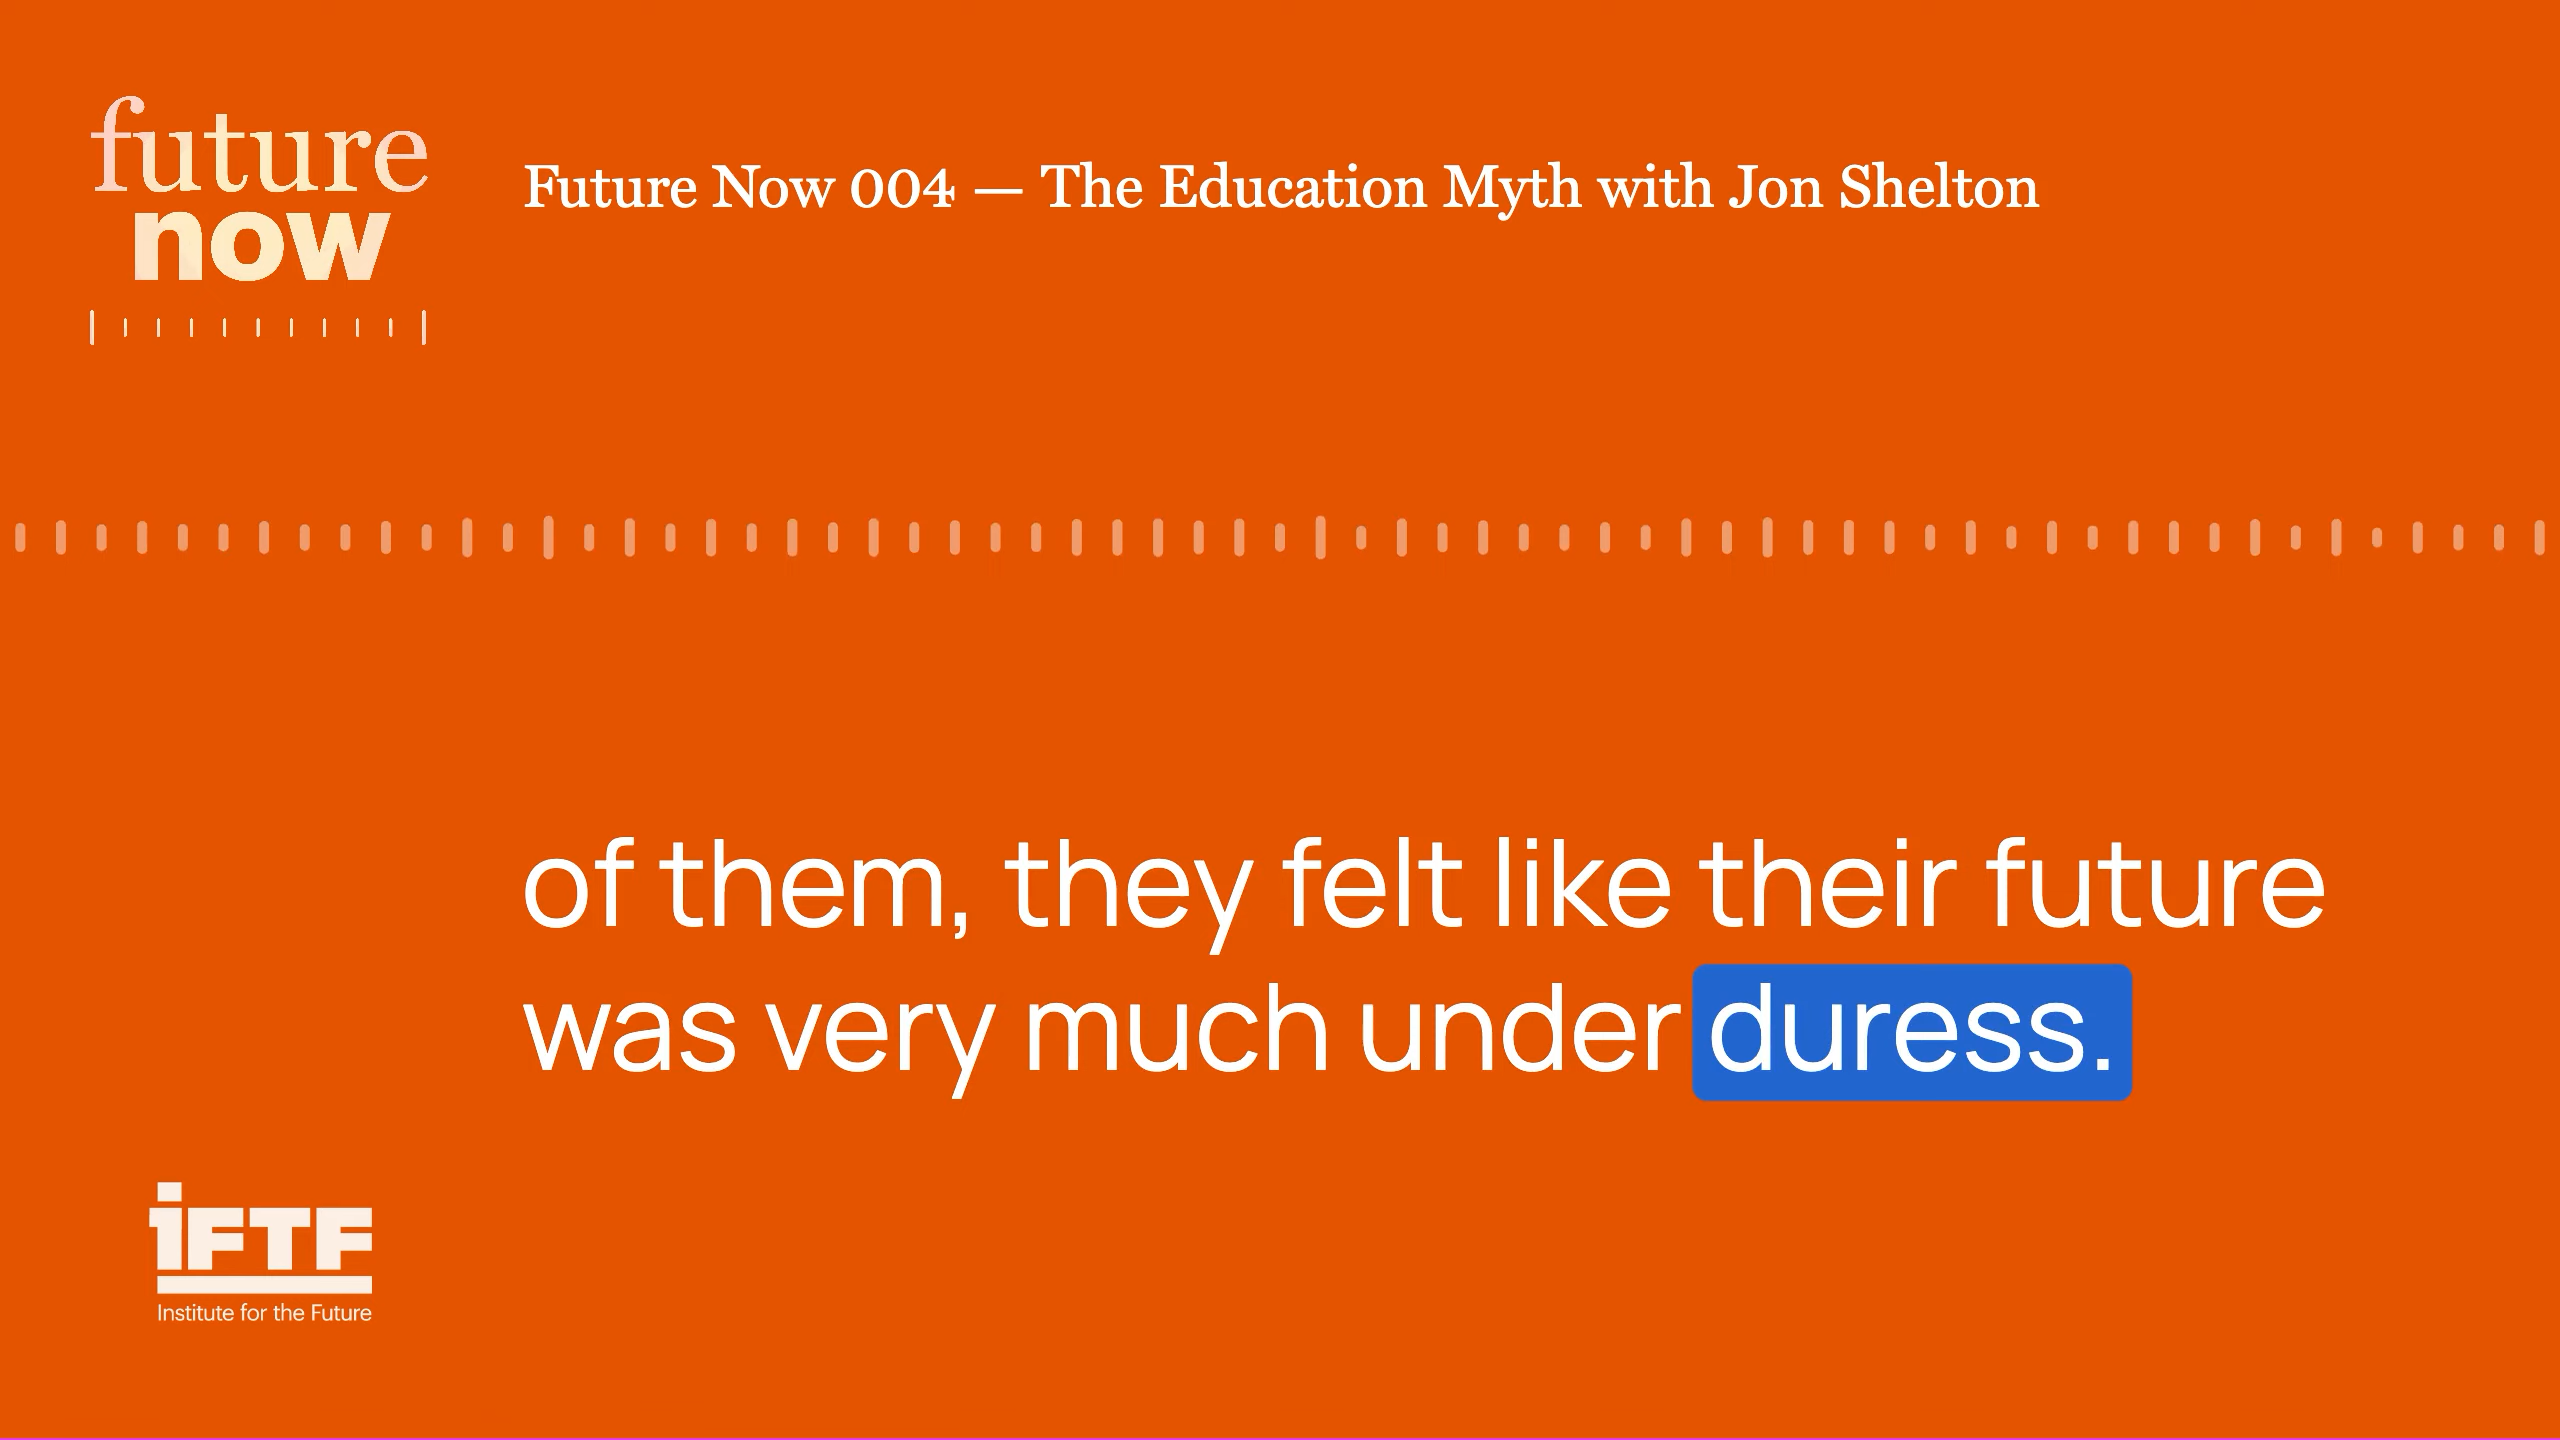 future
now
Future Now 004 — The Education Myth with Jon Shelton
of them, they felt like their future
was very much under duress.
iFTF
Institute for the Future